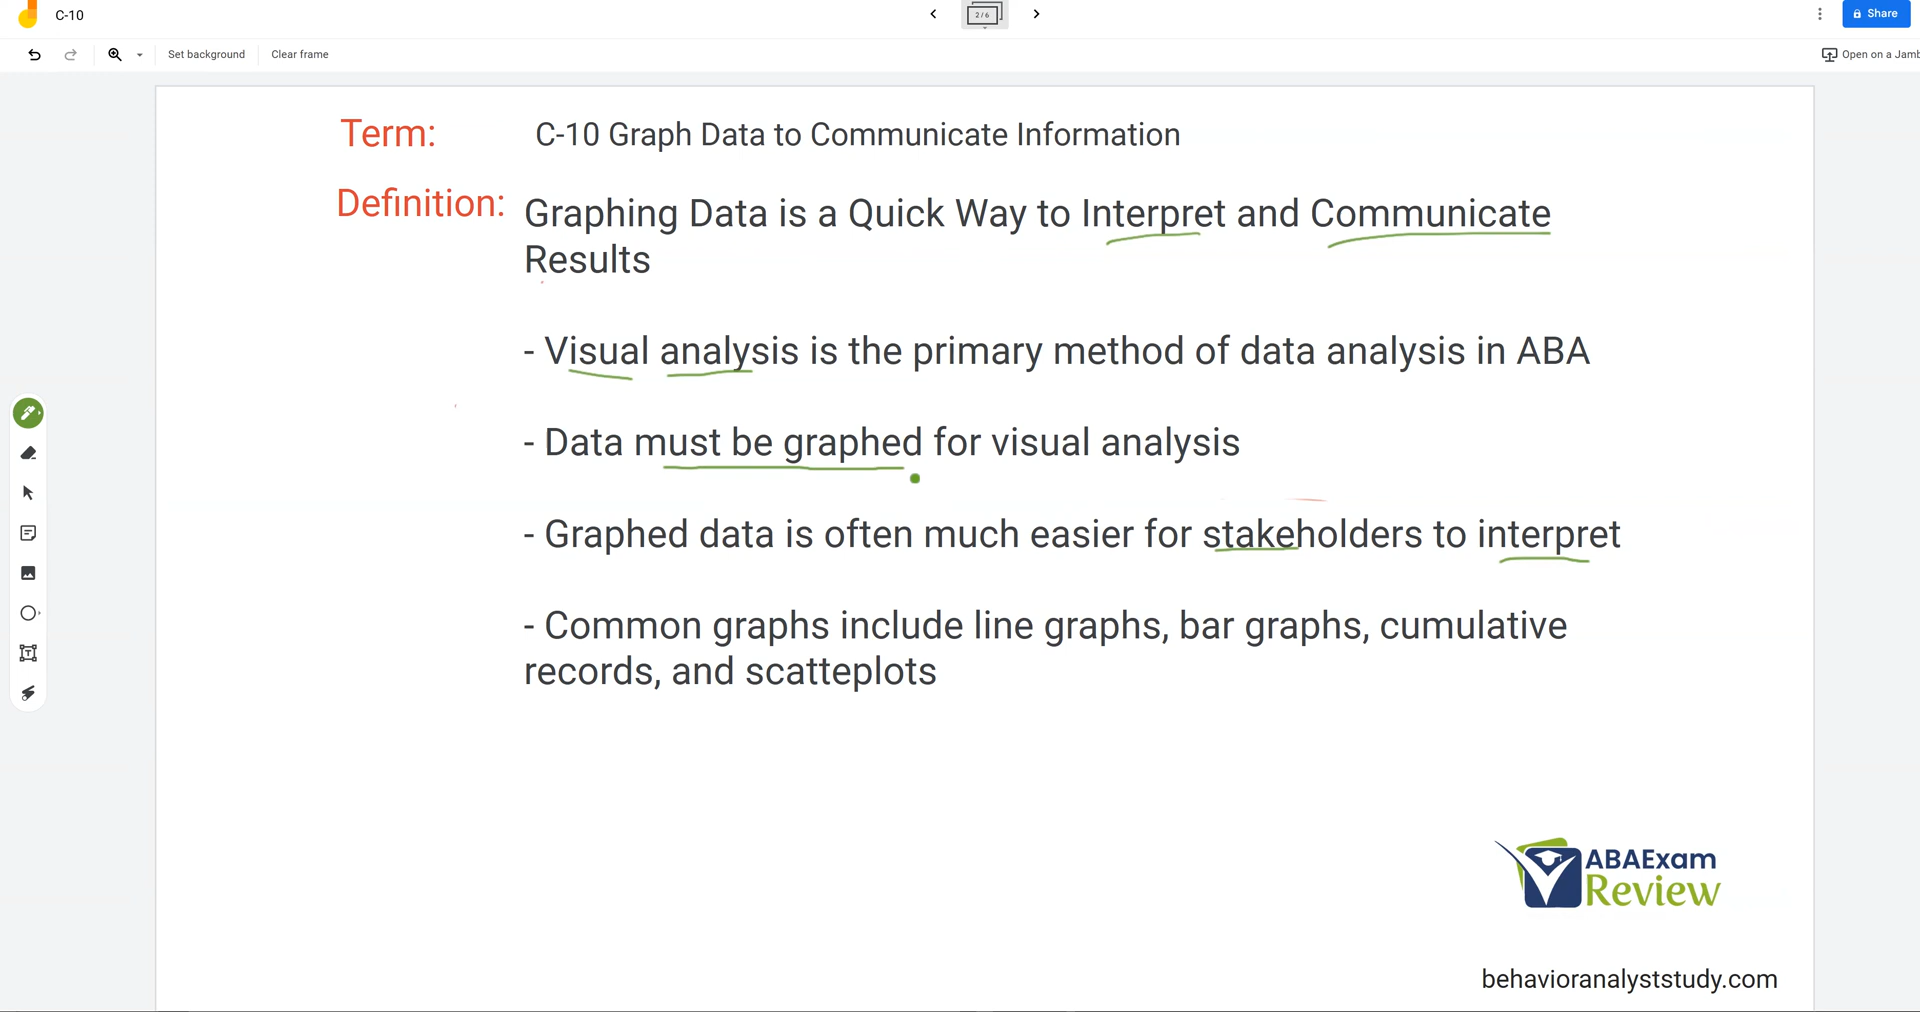 C-10
2 / 6
Share
Set background
Clear frame
Open on a Jamb
Term:
C-10 Graph Data to Communicate Information
Definition:
Graphing Data is a Quick Way to Interpret and Communicate
Results
- Visual analysis is the primary method of data analysis in ABA
- Data must be graphed for visual analysis
- Graphed data is often much easier for stakeholders to interpret
- Common graphs include line graphs, bar graphs, cumulative
records, and scatteplots
ABAExam
Review
behavioranalyststudy.com